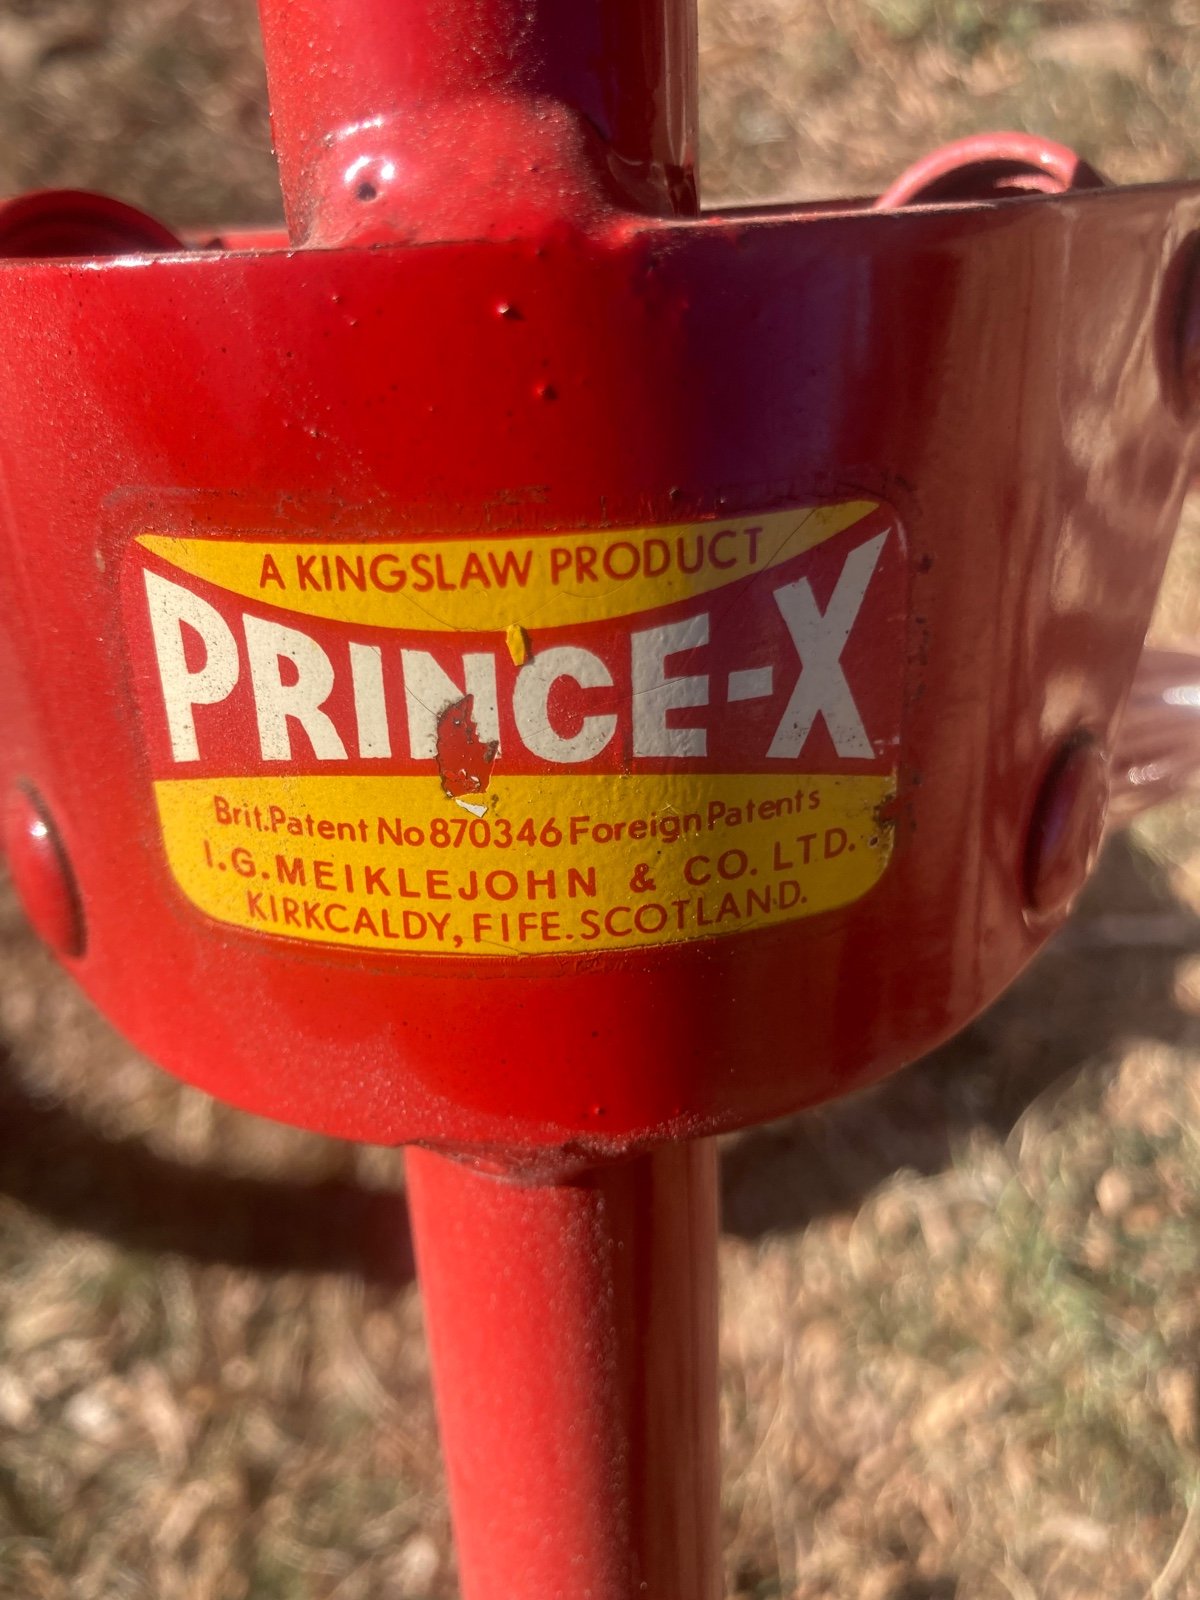 A KINGSLAW PRODUCT
PRINCE-X
Brit.Patent No 870346 Foreign Patents
I.G. MEIKLEJOHN & CO. LTD.
KIRKCALDY, FIFE. SCOTLAND.